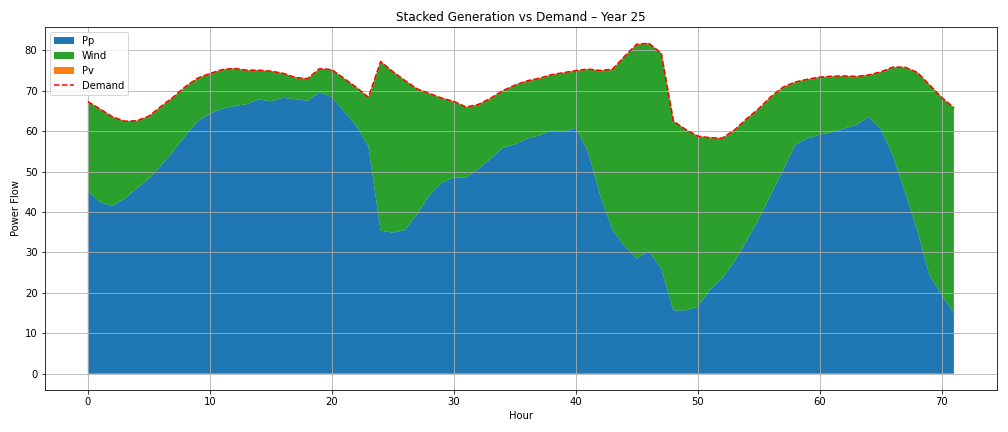 Stacked Generation vs Demand – Year 25
Pp
Wind
Pv
Demand
Power Flow
80
70
60
50
40
30
20
10
0
0 10 20 30 40 50 60 70
Hour